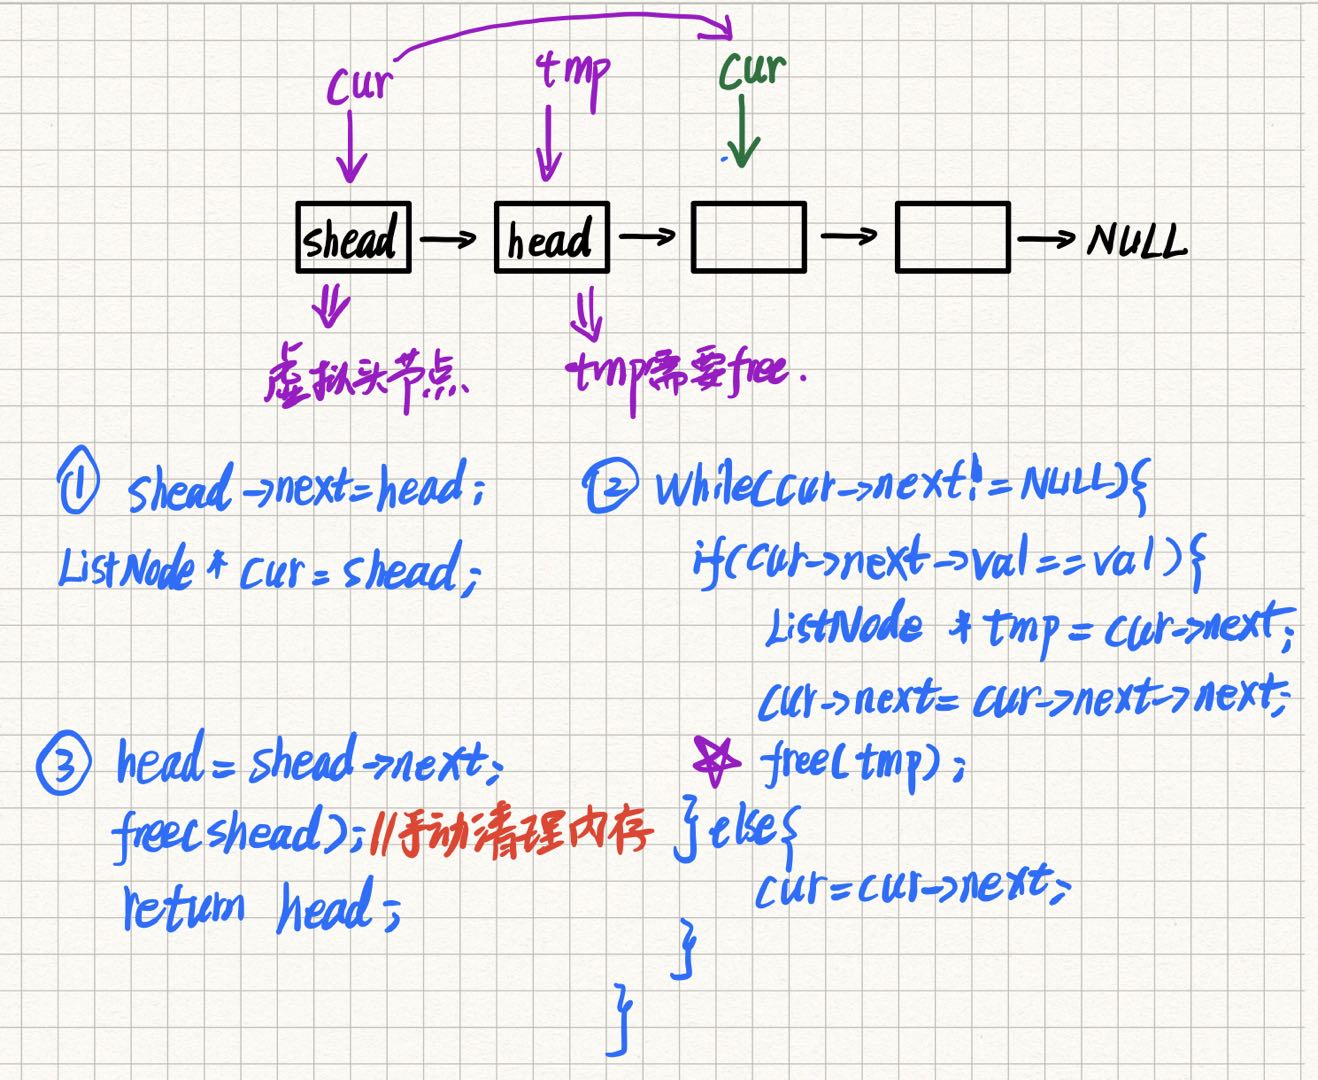 cur tmp cur
shead head NULL
虚拟头节点
tmp需要free.
① shead->next=head;
ListNode * cur = shead;
② while(cur->next!=NULL){
if(cur->next->val==val){
ListNode * tmp = cur->next;
cur->next= cur->next->next;
free(tmp);
}else{
cur=cur->next;
}
}
③ head= shead->next;
free(shead);//手动清理内存
return head;